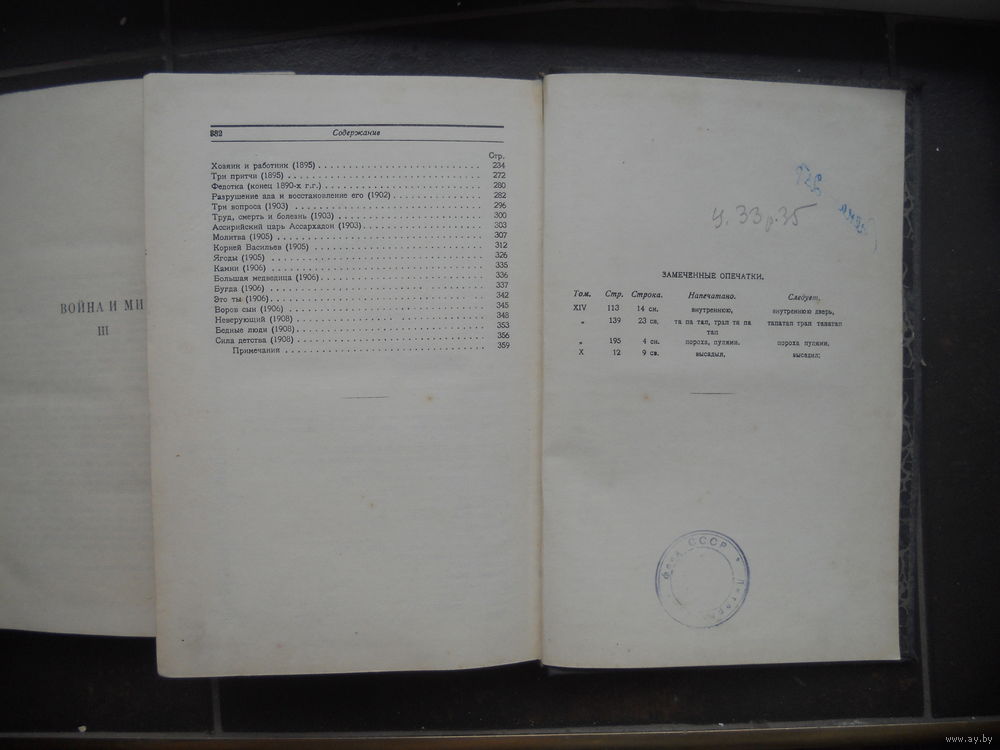 ВОЙНА И МИ
III
382
Содержание
Стр.
Хозяин и работник (1895) 234
Три притчи (1895) 272
Федотка (конец 1890-х г.г.) 280
Разрушение ада и восстановление его (1902) 282
Три вопроса (1903) 296
Труд, смерть и болезнь (1903) 300
Ассирийский царь Ассархадон (1903) 303
Молитва (1905) 307
Корней Васильев (1905) 312
Ягоды (1905) 326
Камни (1906) 335
Большая медведица (1906) 336
337
Это ты (1906) 342
Воров сын (1906) 345
Неверующий (1908) 348
Бедные люди (1908) 353
Сила детства (1908) 356
Примечания 359
ц. 33 р. 35
ЗАМЕЧЕННЫЕ ОПЕЧАТКИ.
Том. Стр. Строка. Напечатано. Следует.
XIV 113 14 сн. внутреннюю, внутреннюю дверь,
„ 139 23 св. та па тап, трап та па тапатап трап тапатап
тап
„ 195 4 сн. пороха, пулями, пороха пулями,
X 12 9 св. высадил, высадил;
СССР
www.ay.by